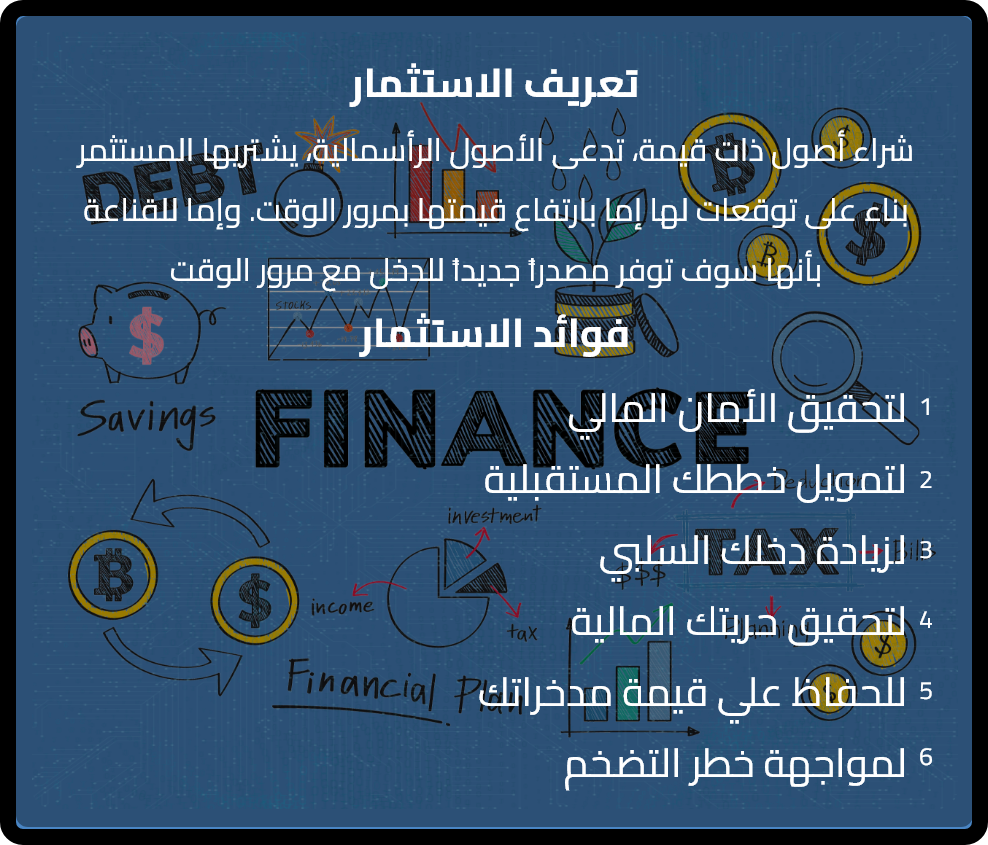 تعريف الاستثمار
شراء أصول ذات قيمة، تدعى الأصول الرأسمالية، يشتريها المستثمر
بناء على توقعات لها إما بارتفاع قيمتها بمرور الوقت. وإما للقناعة
بأنها سوف توفر مصدراً جديداً للدخل مع مرور الوقت
DEBT
STOCKS
فوائد الاستثمار
Savings
FINANCE
1 لتحقيق الأمان المالي
2 لتمويل خططك المستقبلية
Deduction
investment
3 لزيادة دخلك السلبي
TAX
Bill
$$$
income
tax
4 لتحقيق حريتك المالية
Planning
5 للحفاظ علي قيمة مدخراتك
Financial Plan
6 لمواجهة خطر التضخم